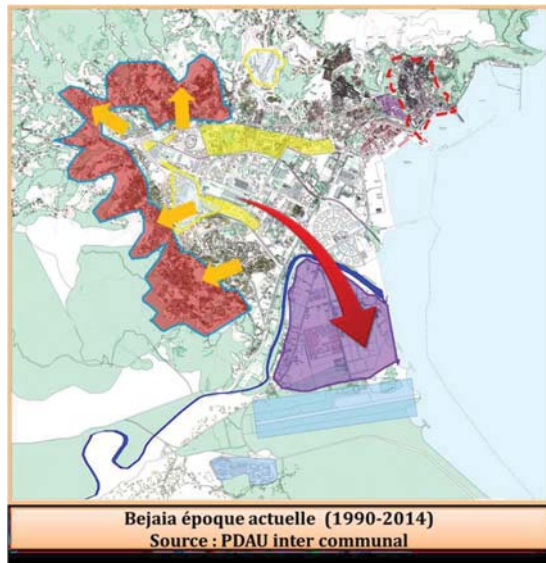 Bejaia époque actuelle (1990-2014)
Source : PDAU inter communal